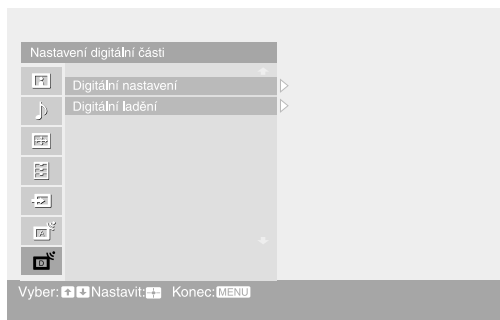 Nastavení digitální části
Digitální nastavení
Digitální ladění
A
D
Vyber: Nastavit: Konec: MENU